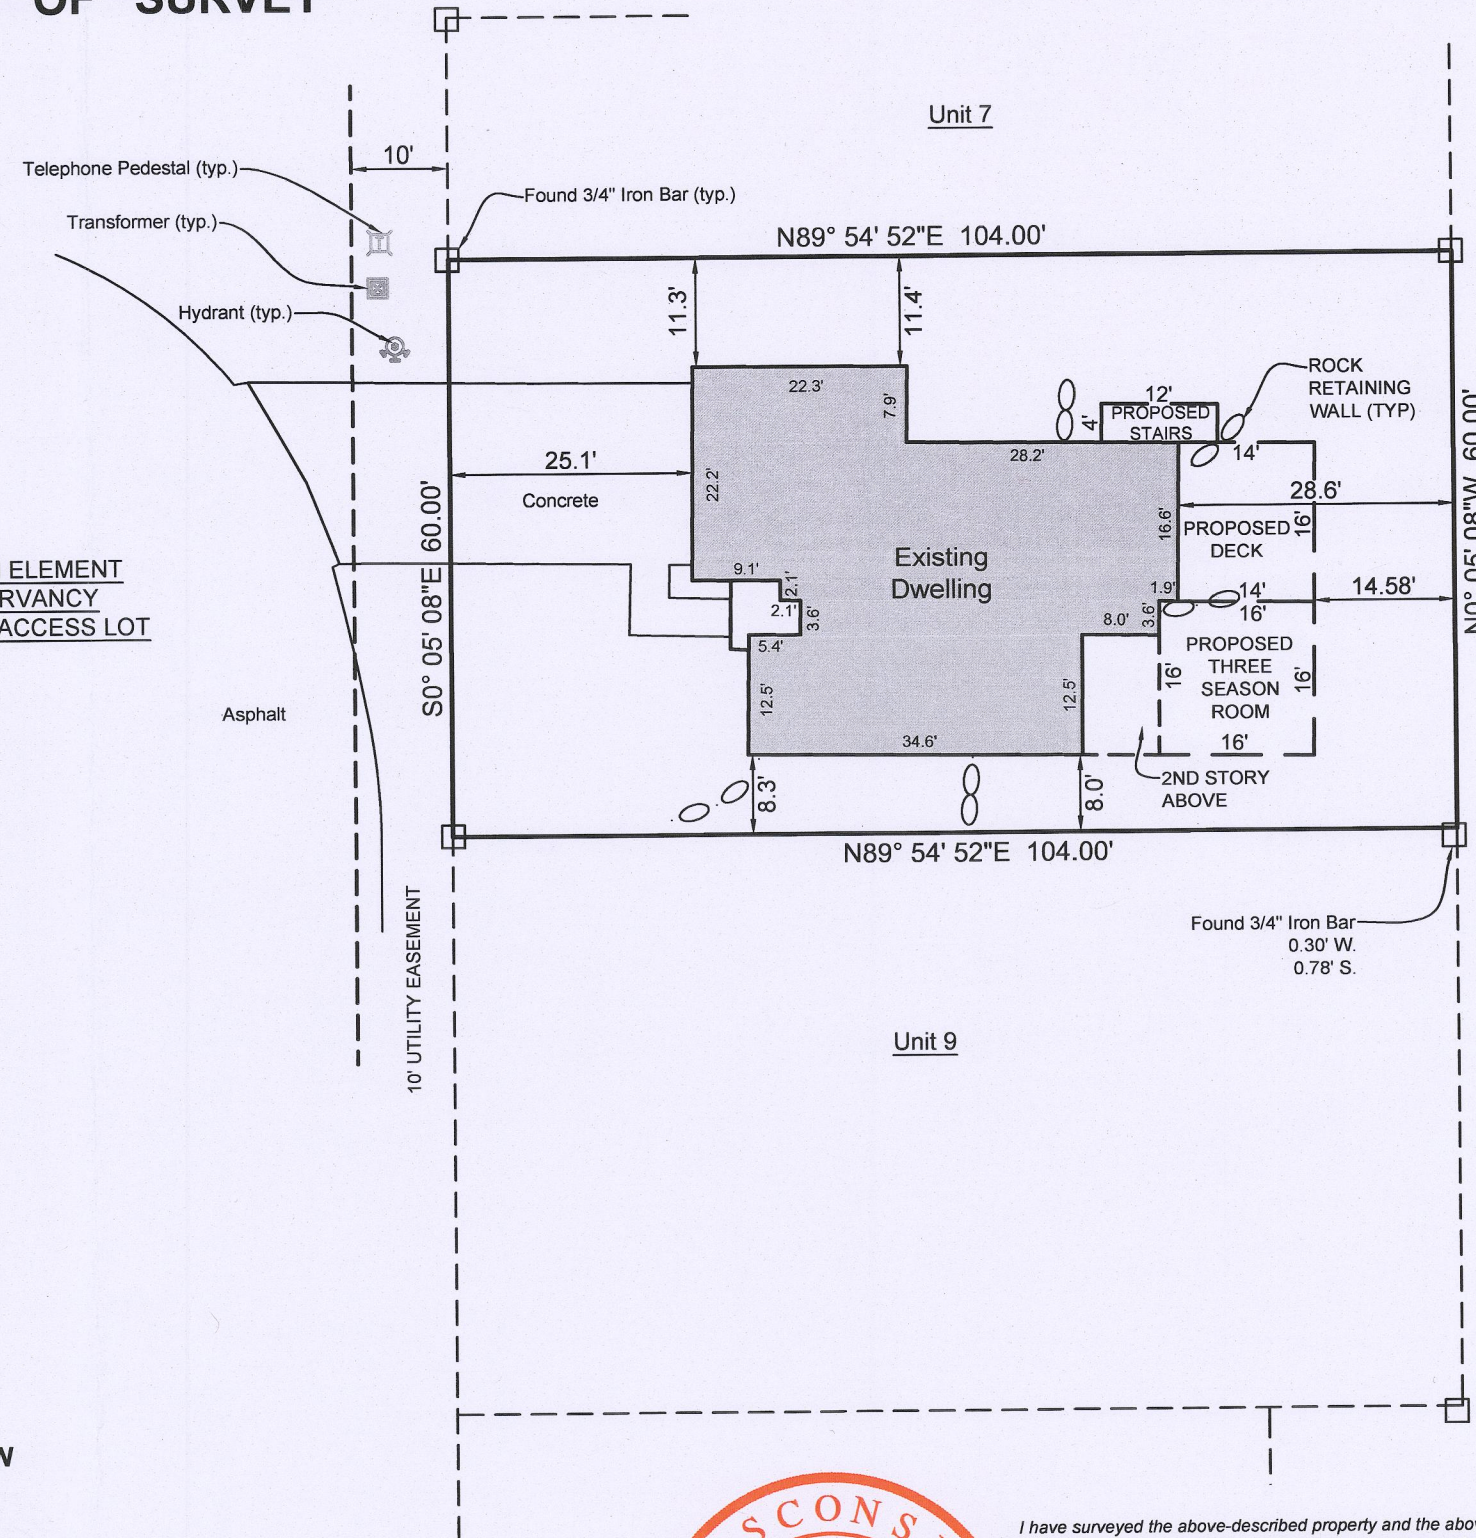 OF SURVEY
Unit 7
10'
Telephone Pedestal (typ.)
Found 3/4" Iron Bar (typ.)
Transformer (typ.)
N89° 54' 52"E 104.00'
Hydrant (typ.)
11.3'
11.4'
ROCK
RETAINING
WALL (TYP)
22.3'
7.9'
12'
4'
PROPOSED
STAIRS
14'
28.2'
25.1'
Concrete
22.2'
28.6'
16.6'
16'
PROPOSED
DECK
S0° 05' 08"E 60.00'
N0° 05' 08"W 60.00'
Existing
Dwelling
ELEMENT
RVANCY
ACCESS LOT
9.1'
2.1'
2.1'
3.6'
1.9'
14'
14.58'
16'
8.0'
3.6'
5.4'
PROPOSED
THREE
SEASON
ROOM
16'
16'
12.5'
12.5'
Asphalt
34.6'
16'
2ND STORY
ABOVE
8.3'
8.0'
N89° 54' 52"E 104.00'
10' UTILITY EASEMENT
Found 3/4" Iron Bar
0.30' W.
0.78' S.
Unit 9
SCONS
I have surveyed the above-described property and the abo